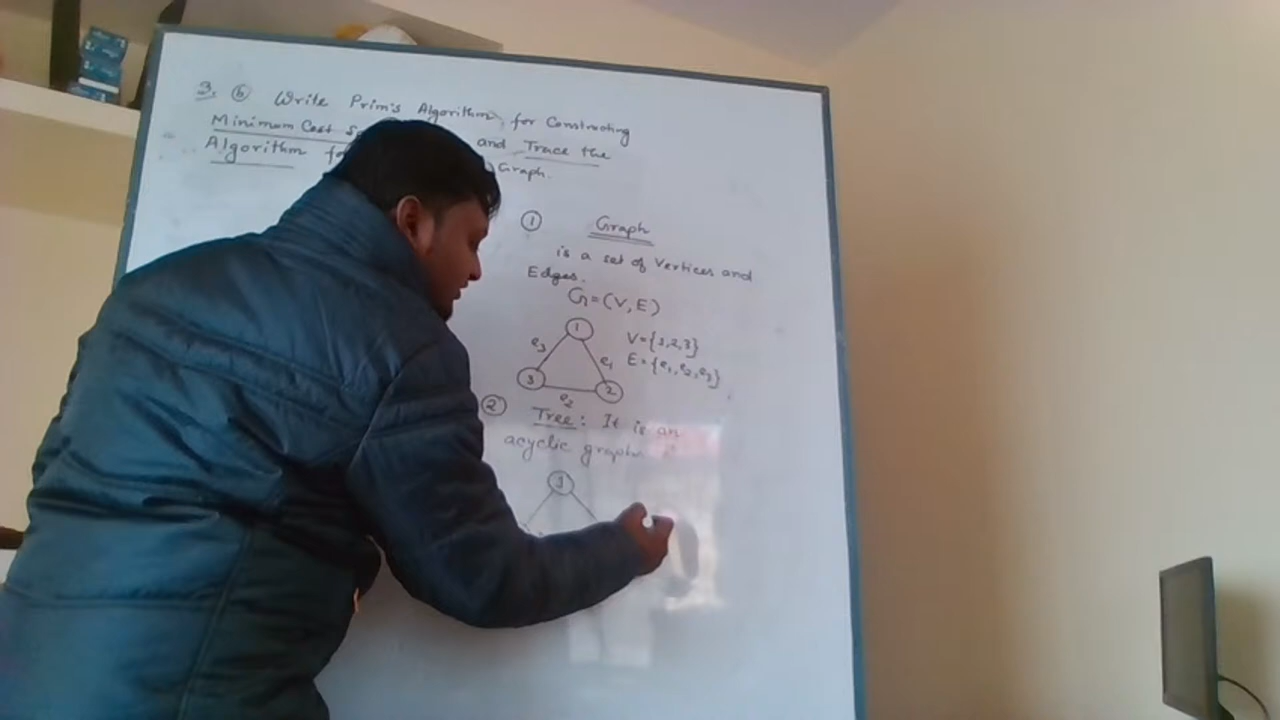 3. (b) Write Prim's Algorithm for Constructing
Minimum Cost and Trace the
Algorithm Graph.
① Graph
is a set of Vertices and
Edges.
G=(V,E)
1
e3
e1
V={1,2,3}
E={e1,e2,e3}
3
2
e2
② Tree: It is an
acyclic graph
1